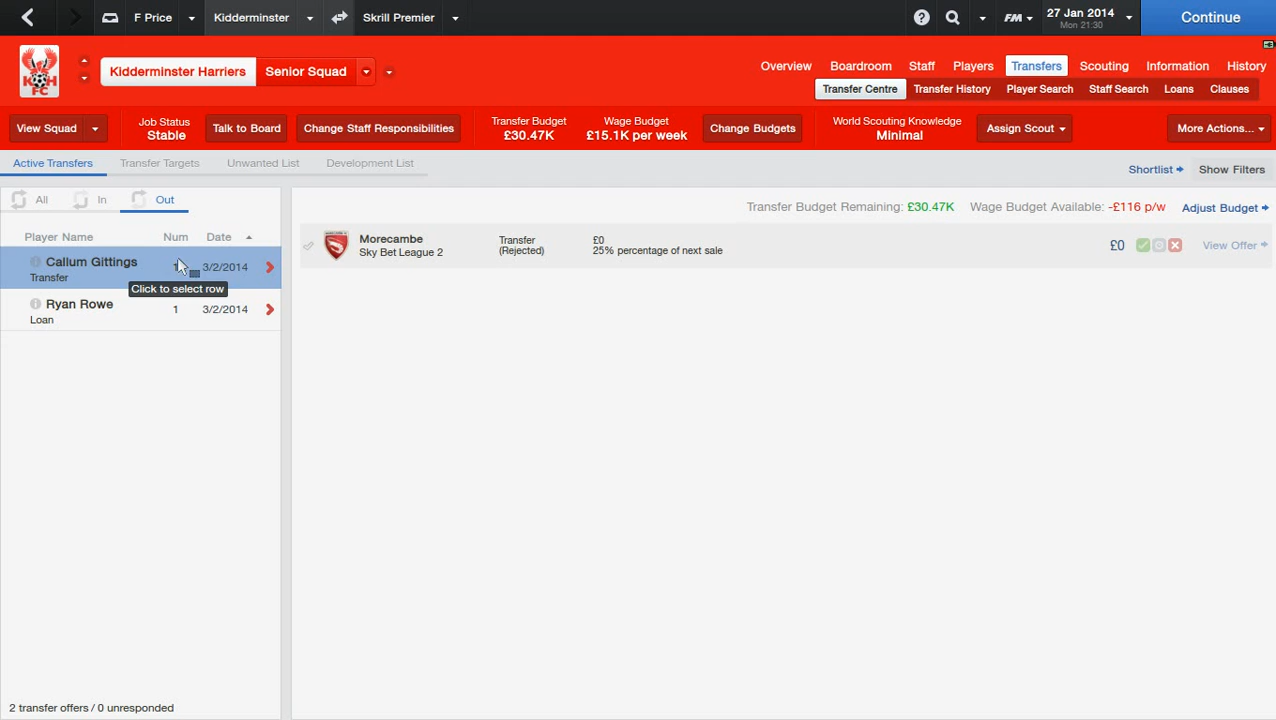 F Price
Kidderminster
Skrill Premier
FM
27 Jan 2014
Mon 21:30
Continue
Kidderminster Harriers
Senior Squad
Overview
Boardroom
Staff
Players
Transfers
Scouting
Information
History
Transfer Centre
Transfer History
Player Search
Staff Search
Loans
Clauses
View Squad
Job Status
Stable
Talk to Board
Change Staff Responsibilities
Transfer Budget
£30.47K
Wage Budget
£15.1K per week
Change Budgets
World Scouting Knowledge
Minimal
Assign Scout
More Actions...
Active Transfers
Transfer Targets
Unwanted List
Development List
Shortlist
Show Filters
All
In
Out
Transfer Budget Remaining: £30.47K
Wage Budget Available: -£116 p/w
Adjust Budget
Player Name
Num
Date
Callum Gittings
Transfer
1
3/2/2014
Click to select row
Ryan Rowe
Loan
1
3/2/2014
Morecambe
Sky Bet League 2
Transfer
(Rejected)
£0
25% percentage of next sale
£0
View Offer
2 transfer offers / 0 unresponded